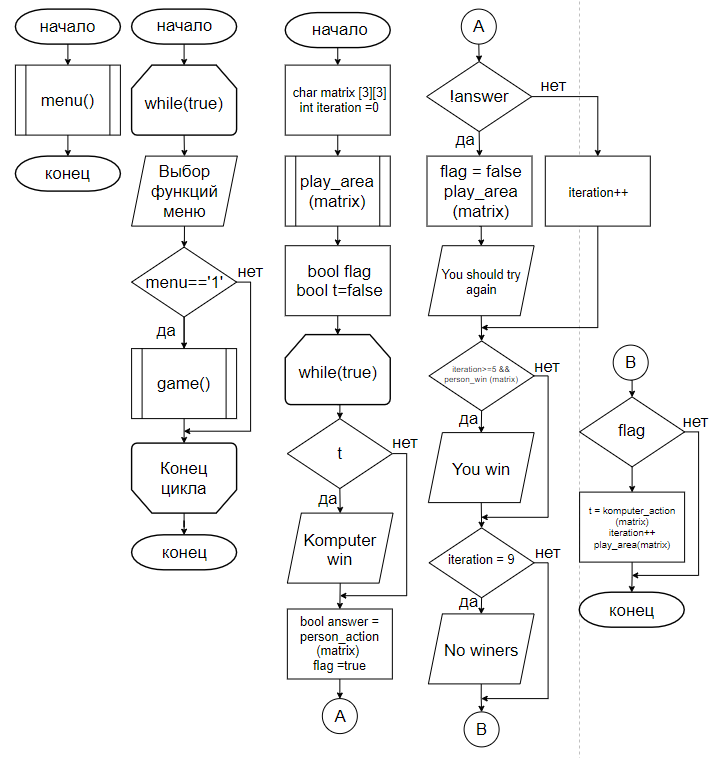 начало
menu()
конец
начало
while(true)
Выбор
функций
меню
menu=='1'
нет
да
game()
Конец
цикла
конец
начало
char matrix [3][3]
int iteration =0
play_area
(matrix)
bool flag
bool t=false
while(true)
t
нет
да
Komputer
win
bool answer =
person_action
(matrix)
flag =true
A
A
!answer
нет
да
flag = false
play_area
(matrix)
iteration++
You should try
again
iteration>=5 &&
person_win (matrix)
нет
да
You win
iteration = 9
нет
да
No winers
B
B
flag
нет
t = komputer_action
(matrix)
iteration++
play_area(matrix)
конец